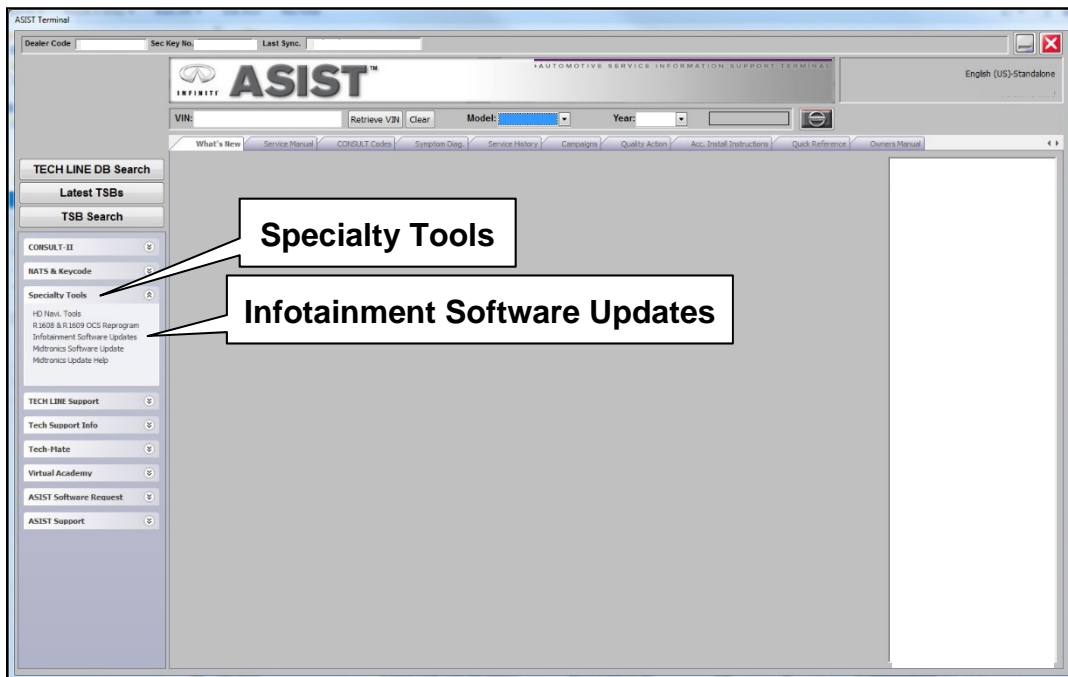 ASIST Terminal
Dealer Code Sec Key No. Last Sync.
INFINITI ASIST™
AUTOMOTIVE SERVICE INFORMATION SUPPORT TERMINAL
English (US)-Standalone
VIN: Retrieve VIN Clear Model: Year:
What's New Service Manual CONSULT Codes Symptom Diag. Service History Campaigns Quality Action Acc. Install Instructions Quick Reference Owners Manual
TECH LINE DB Search
Latest TSBs
TSB Search
CONSULT-II
NATS & Keycode
Specialty Tools
HD Navi. Tools
R1608 & R1609 OCS Reprogram
Infotainment Software Updates
Midtronics Software Update
Midtronics Update Help
TECH LINE Support
Tech Support Info
Tech-Mate
Virtual Academy
ASIST Software Request
ASIST Support
Specialty Tools
Infotainment Software Updates